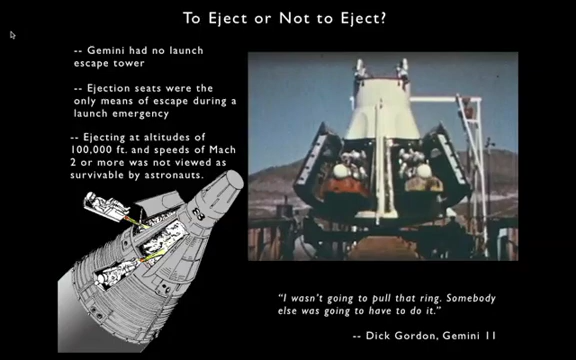 To Eject or Not to Eject?
-- Gemini had no launch
escape tower
-- Ejection seats were the
only means of escape during a
launch emergency
-- Ejecting at altitudes of
100,000 ft. and speeds of Mach
2 or more was not viewed as
survivable by astronauts.
“I wasn't going to pull that ring. Somebody
else was going to have to do it.”
-- Dick Gordon, Gemini 11